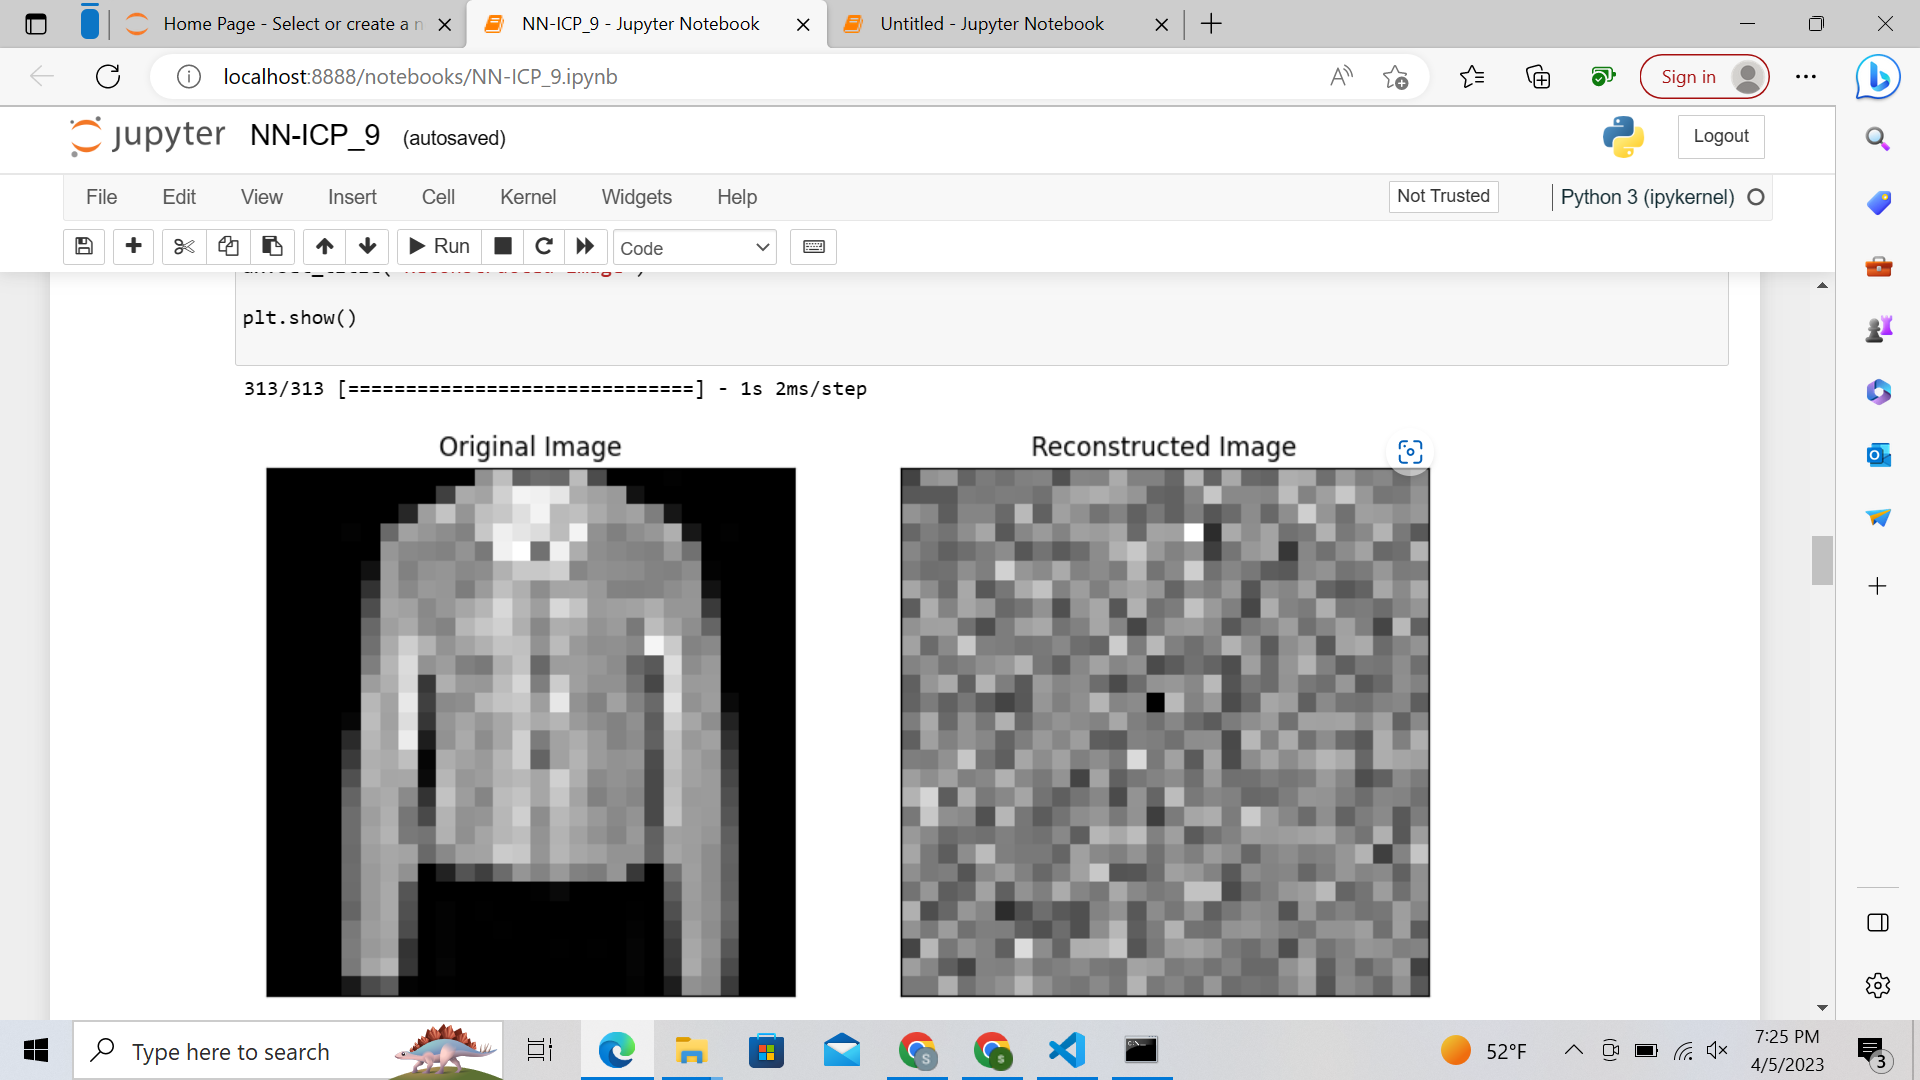 Home Page - Select or create a n
NN-ICP_9 - Jupyter Notebook
Untitled - Jupyter Notebook
localhost:8888/notebooks/NN-ICP_9.ipynb
Sign in
jupyter NN-ICP_9 (autosaved)
Logout
File Edit View Insert Cell Kernel Widgets Help
Not Trusted
Python 3 (ipykernel)
Run
Code
plt.show()
313/313 [==============================] - 1s 2ms/step
Original Image
Reconstructed Image
Type here to search
52°F
7:25 PM
4/5/2023
3